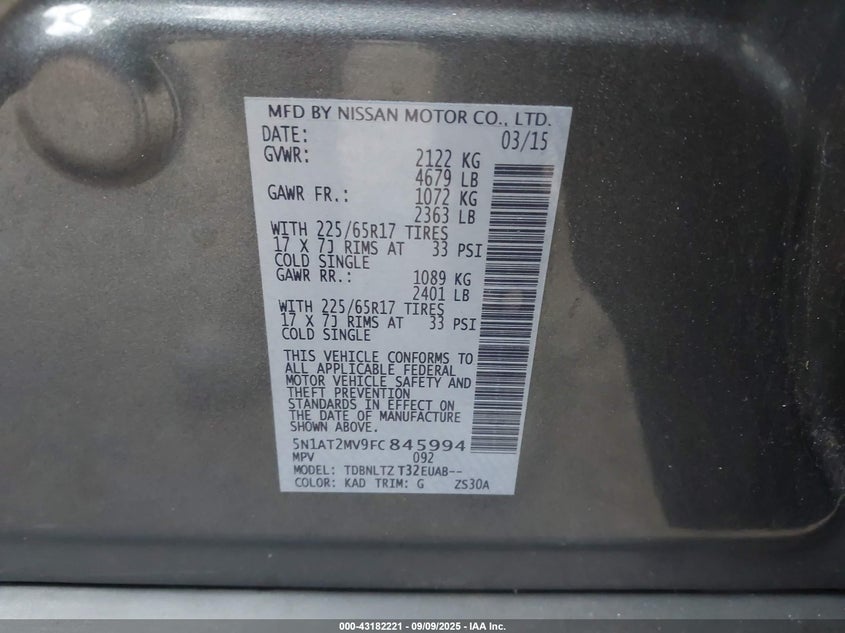 MFD BY NISSAN MOTOR CO., LTD.
DATE: 03/15
GVWR: 2122 KG
4679 LB
GAWR FR.: 1072 KG
2363 LB
WITH 225/65R17 TIRES
17 X 7J RIMS AT 33 PSI
COLD SINGLE
GAWR RR.: 1089 KG
2401 LB
WITH 225/65R17 TIRES
17 X 7J RIMS AT 33 PSI
COLD SINGLE
THIS VEHICLE CONFORMS TO
ALL APPLICABLE FEDERAL
MOTOR VEHICLE SAFETY AND
THEFT PREVENTION
STANDARDS IN EFFECT ON
THE DATE OF MANUFACTURE
SHOWN ABOVE.
5N1AT2MV9FC845994
MPV 092
MODEL: TDBNLTZ T32EUAB--
COLOR: KAD TRIM: G ZS30A
000-43182221 - 09/09/2025 - IAA Inc.